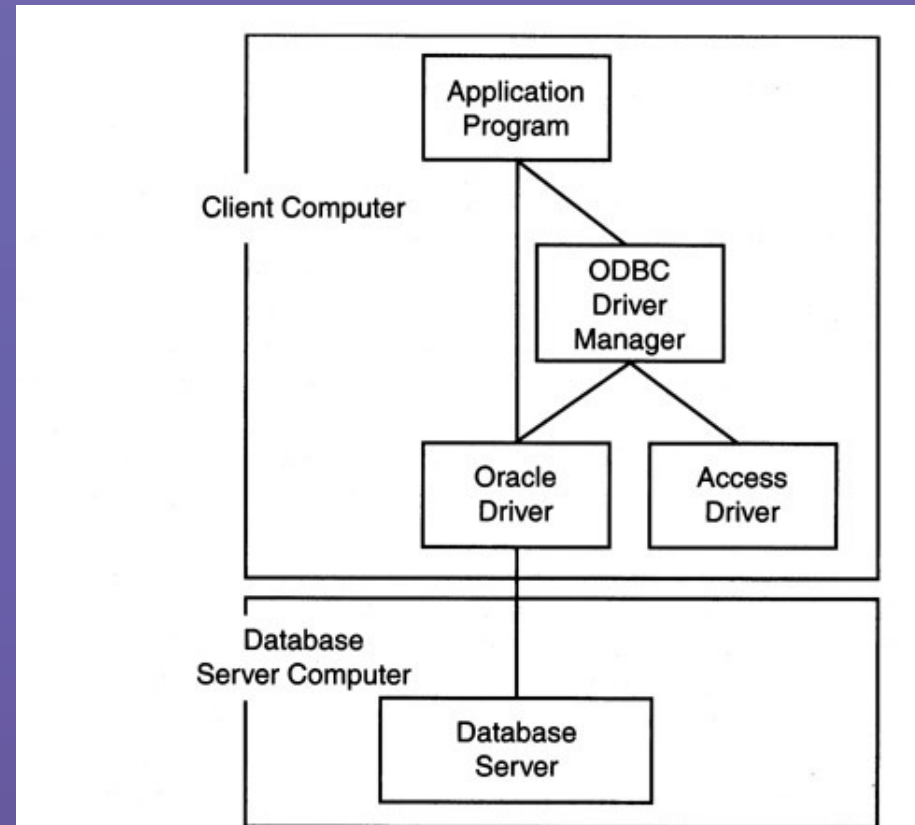 Application
Program
Client Computer
ODBC
Driver
Manager
Oracle
Driver
Access
Driver
Database
Server Computer
Database
Server